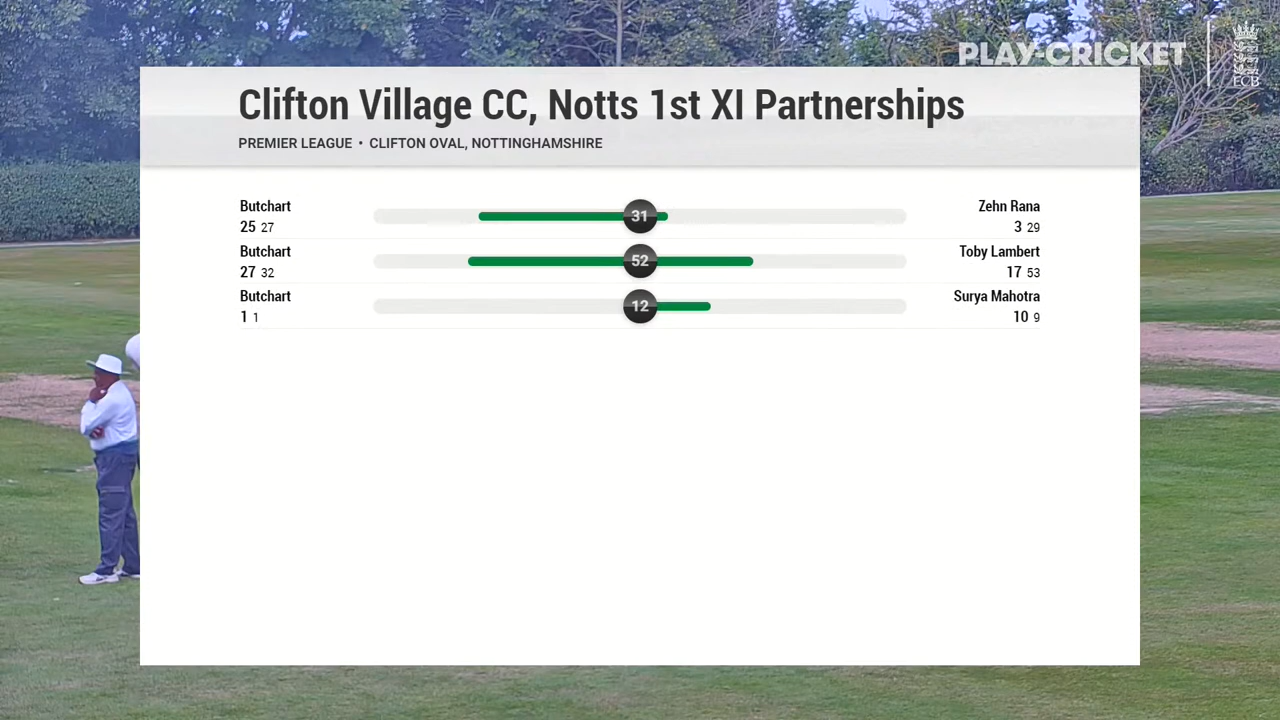 PLAY-CRICKET
ECB
Clifton Village CC, Notts 1st XI Partnerships
PREMIER LEAGUE • CLIFTON OVAL, NOTTINGHAMSHIRE
Butchart 31 Zehn Rana
25 27 3 29
Butchart 52 Toby Lambert
27 32 17 53
Butchart 12 Surya Mahotra
1 1 10 9